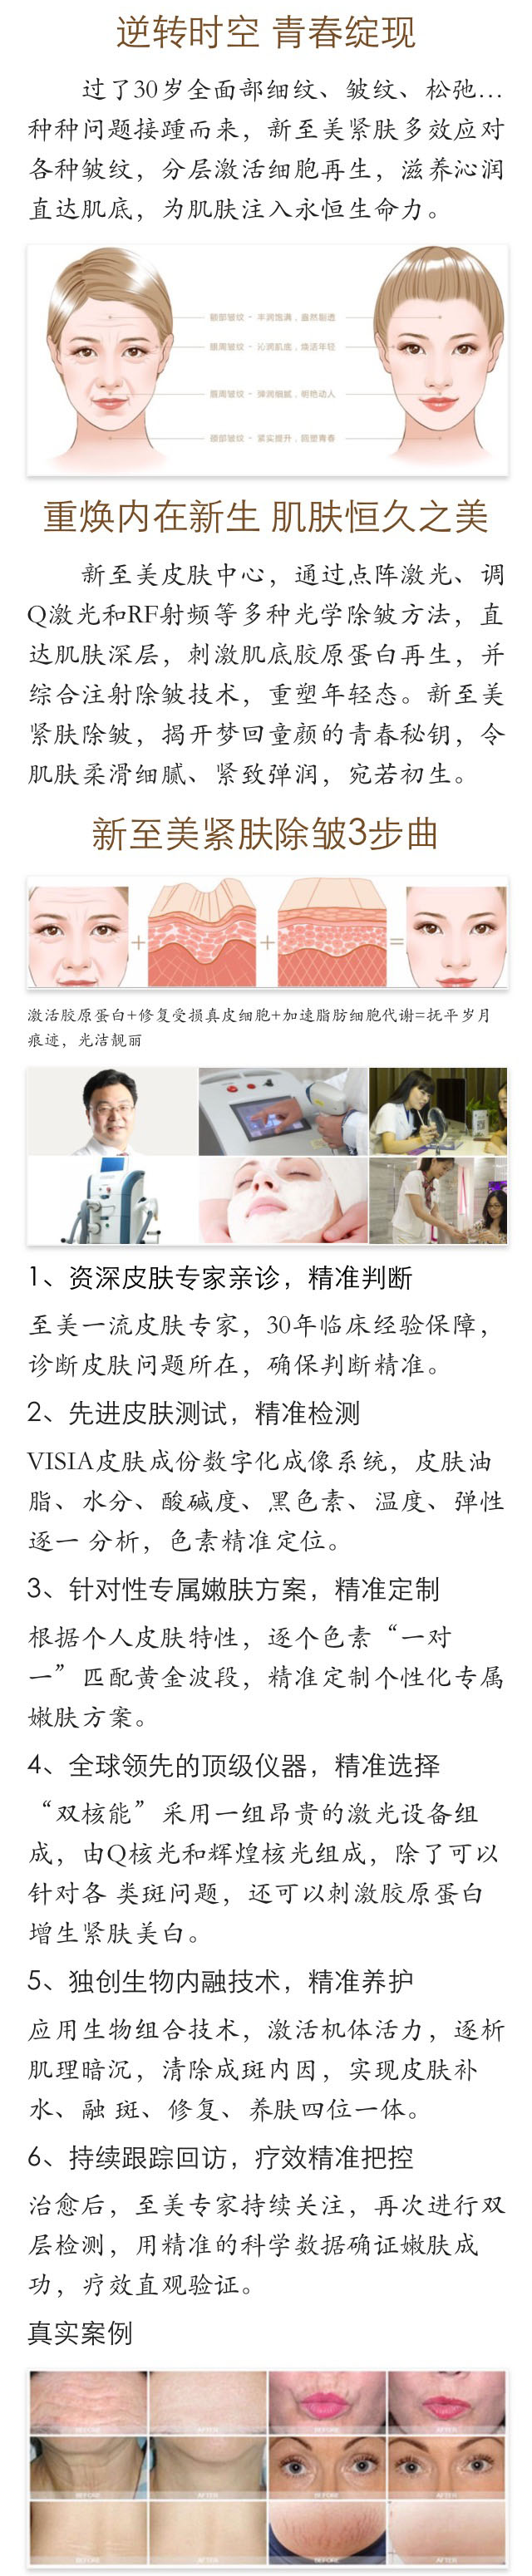 逆转时空 青春绽现
过了30岁全面部细纹、皱纹、松弛…
种种问题接踵而来，新至美紧肤多效应对
各种皱纹，分层激活细胞再生，滋养沁润
直达肌底，为肌肤注入永恒生命力。
额部皱纹 - 丰润饱满，盎然剔透
眼周皱纹 - 沁润肌底，焕活年轻
唇周皱纹 - 弹润细腻，明艳动人
颈部皱纹 - 紧实提升，回塑青春
重焕内在新生 肌肤恒久之美
新至美皮肤中心，通过点阵激光、调
Q激光和RF射频等多种光学除皱方法，直
达肌肤深层，刺激肌底胶原蛋白再生，并
综合注射除皱技术，重塑年轻态。新至美
紧肤除皱，揭开梦回童颜的青春秘钥，令
肌肤柔滑细腻、紧致弹润，宛若初生。
新至美紧肤除皱3步曲
+ + =
激活胶原蛋白+修复受损真皮细胞+加速脂肪细胞代谢=抚平岁月
痕迹，光洁靓丽
1、资深皮肤专家亲诊，精准判断
至美一流皮肤专家，30年临床经验保障，
诊断皮肤问题所在，确保判断精准。
2、先进皮肤测试，精准检测
VISIA皮肤成份数字化成像系统，皮肤油
脂、水分、酸碱度、黑色素、温度、弹性
逐一 分析，色素精准定位。
3、针对性专属嫩肤方案，精准定制
根据个人皮肤特性，逐个色素“一对
一”匹配黄金波段，精准定制个性化专属
嫩肤方案。
4、全球领先的顶级仪器，精准选择
“双核能”采用一组昂贵的激光设备组
成，由Q核光和辉煌核光组成，除了可以
针对各 类斑问题，还可以刺激胶原蛋白
增生紧肤美白。
5、独创生物内融技术，精准养护
应用生物组合技术，激活机体活力，逐析
肌理暗沉，清除成斑内因，实现皮肤补
水、融 斑、修复、养肤四位一体。
6、持续跟踪回访，疗效精准把控
治愈后，至美专家持续关注，再次进行双
层检测，用精准的科学数据确证嫩肤成
功，疗效直观验证。
真实案例
BEFORE AFTER BEFORE AFTER
BEFORE AFTER BEFORE AFTER
BEFORE AFTER BEFORE AFTER